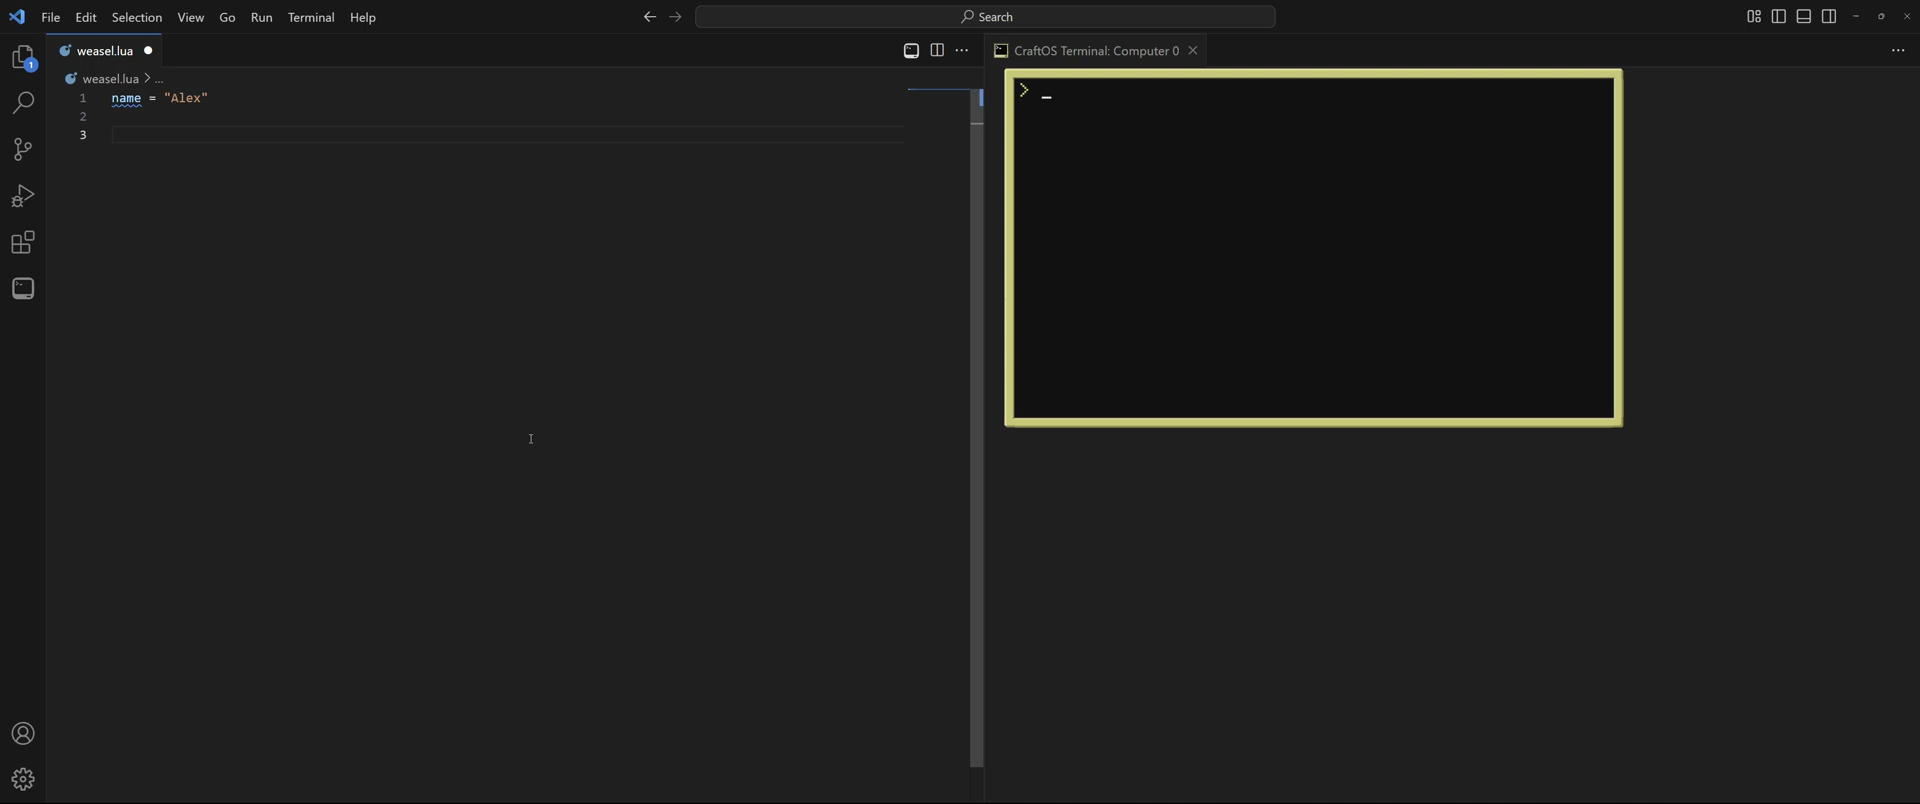 File Edit Selection View Go Run Terminal Help
Search
weasel.lua
CraftOS Terminal: Computer 0
1
weasel.lua > ...
1 name = "Alex"
2
3
> _